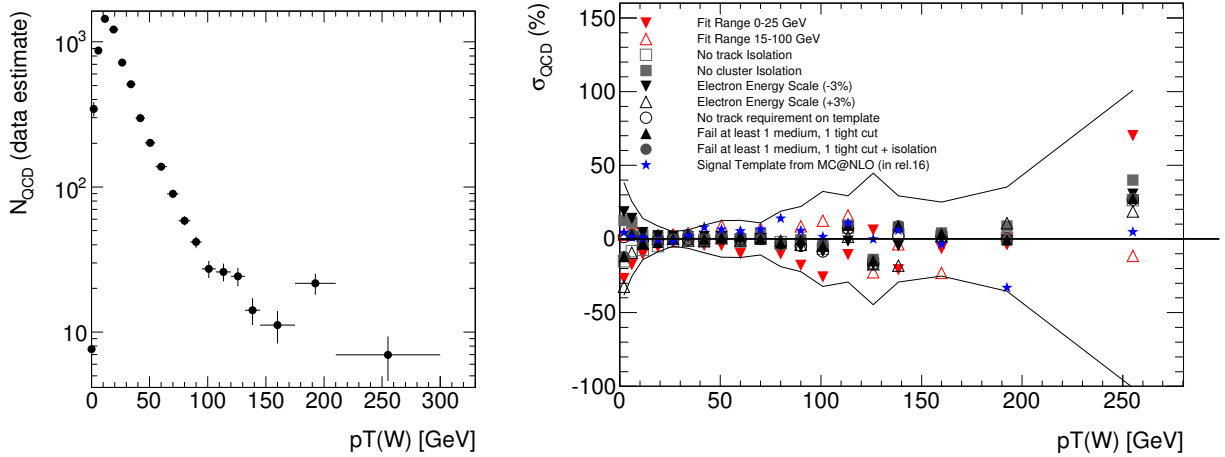 N_QCD (data estimate)
10^3
10^2
10
0 50 100 150 200 250 300
pT(W) [GeV]
σ_QCD (%)
150
100
50
0
-50
-100
Fit Range 0-25 GeV
Fit Range 15-100 GeV
No track Isolation
No cluster Isolation
Electron Energy Scale (-3%)
Electron Energy Scale (+3%)
No track requirement on template
Fail at least 1 medium, 1 tight cut
Fail at least 1 medium, 1 tight cut + isolation
Signal Template from MC@NLO (in rel.16)
0 50 100 150 200 250
pT(W) [GeV]